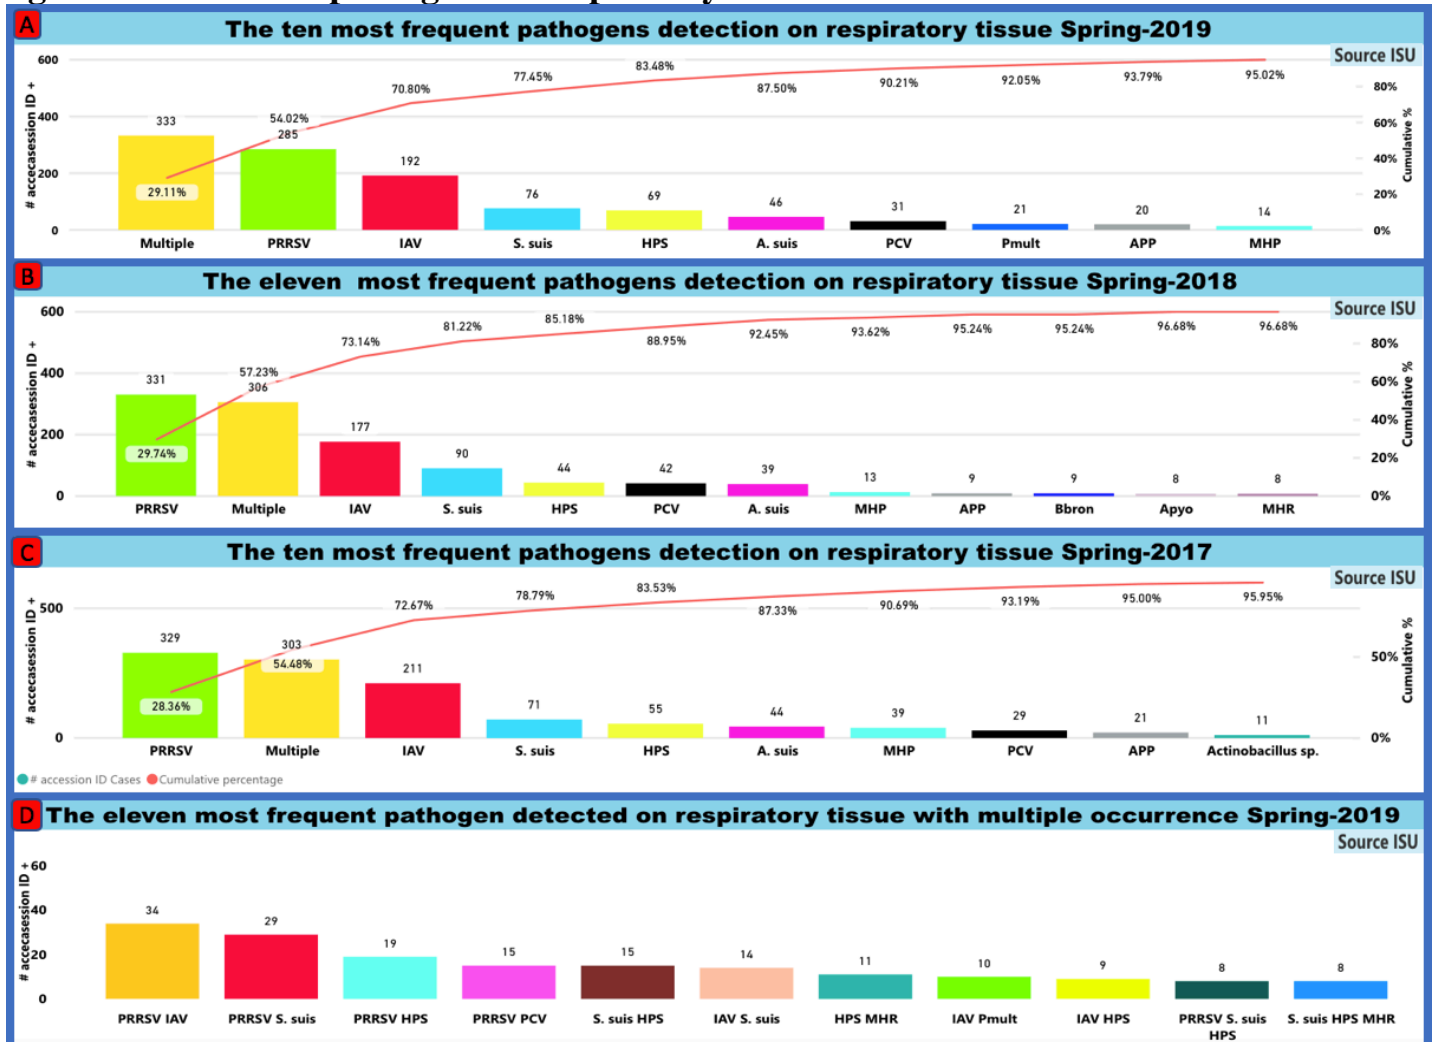 A
The ten most frequent pathogens detection on respiratory tissue Spring-2019
Source ISU
# accecasession ID +
600
400
200
0
333
285
192
76
69
46
31
21
20
14
29.11%
54.02%
70.80%
77.45%
83.48%
87.50%
90.21%
92.05%
93.79%
95.02%
80%
60%
40%
20%
0%
Cumulative %
Multiple PRRSV IAV S. suis HPS A. suis PCV Pmult APP MHP
B
The eleven  most frequent pathogens detection on respiratory tissue Spring-2018
Source ISU
# accecasession ID +
600
400
200
0
331
306
177
90
44
42
39
13
9
9
8
8
29.74%
57.23%
73.14%
81.22%
85.18%
88.95%
92.45%
93.62%
95.24%
95.24%
96.68%
96.68%
80%
60%
40%
20%
0%
Cumulative %
PRRSV Multiple IAV S. suis HPS PCV A. suis MHP APP Bbron Apyo MHR
C
The ten most frequent pathogens detection on respiratory tissue Spring-2017
Source ISU
# accecasession ID +
500
0
329
303
211
71
55
44
39
29
21
11
28.36%
54.48%
72.67%
78.79%
83.53%
87.33%
90.69%
93.19%
95.00%
95.95%
50%
0%
Cumulative %
PRRSV Multiple IAV S. suis HPS A. suis MHP PCV APP Actinobacillus sp.
# accession ID Cases Cumulative percentage
D
The eleven most frequent pathogen detected on respiratory tissue with multiple occurrence Spring-2019
Source ISU
# accecasession ID +
60
40
20
0
34
29
19
15
15
14
11
10
9
8
8
PRRSV IAV
PRRSV S. suis
PRRSV HPS
PRRSV PCV
S. suis HPS
IAV S. suis
HPS MHR
IAV Pmult
IAV HPS
PRRSV S. suis
HPS
S. suis HPS MHR